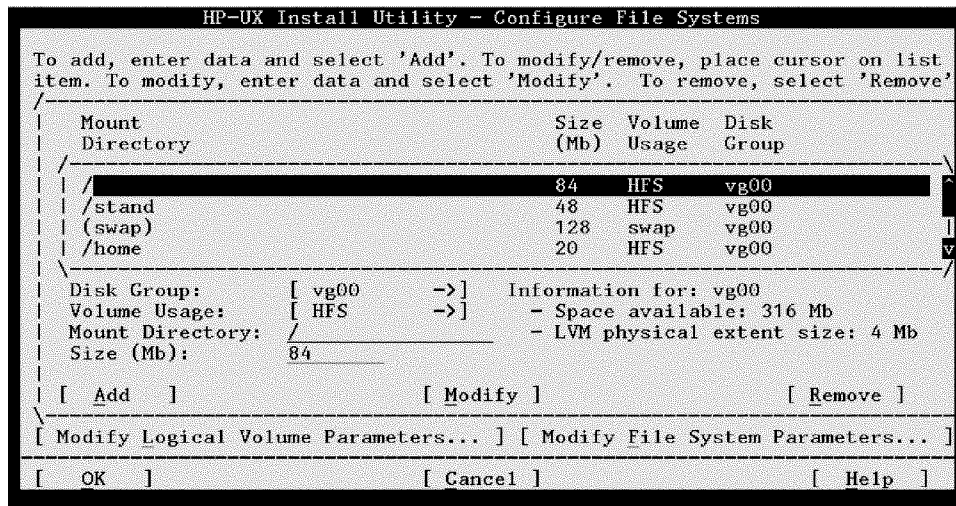 HP-UX Install Utility - Configure File Systems
To add, enter data and select 'Add'. To modify/remove, place cursor on list
item. To modify, enter data and select 'Modify'.  To remove, select 'Remove'
Mount Size Volume Disk
Directory (Mb) Usage Group
/ 84 HFS vg00
/stand 48 HFS vg00
(swap) 128 swap vg00
/home 20 HFS vg00
Disk Group: [ vg00 ->] Information for: vg00
Volume Usage: [ HFS ->] - Space available: 316 Mb
Mount Directory: / - LVM physical extent size: 4 Mb
Size (Mb): 84
[ Add ] [ Modify ] [ Remove ]
[ Modify Logical Volume Parameters... ] [ Modify File System Parameters... ]
[ OK ] [ Cancel ] [ Help ]